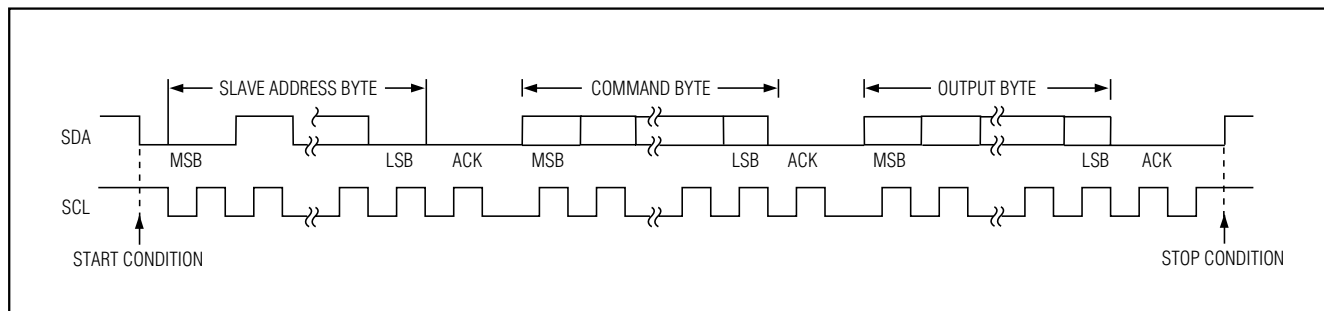 SLAVE ADDRESS BYTE COMMAND BYTE OUTPUT BYTE
SDA
MSB LSB ACK MSB LSB ACK MSB LSB ACK
SCL
START CONDITION STOP CONDITION